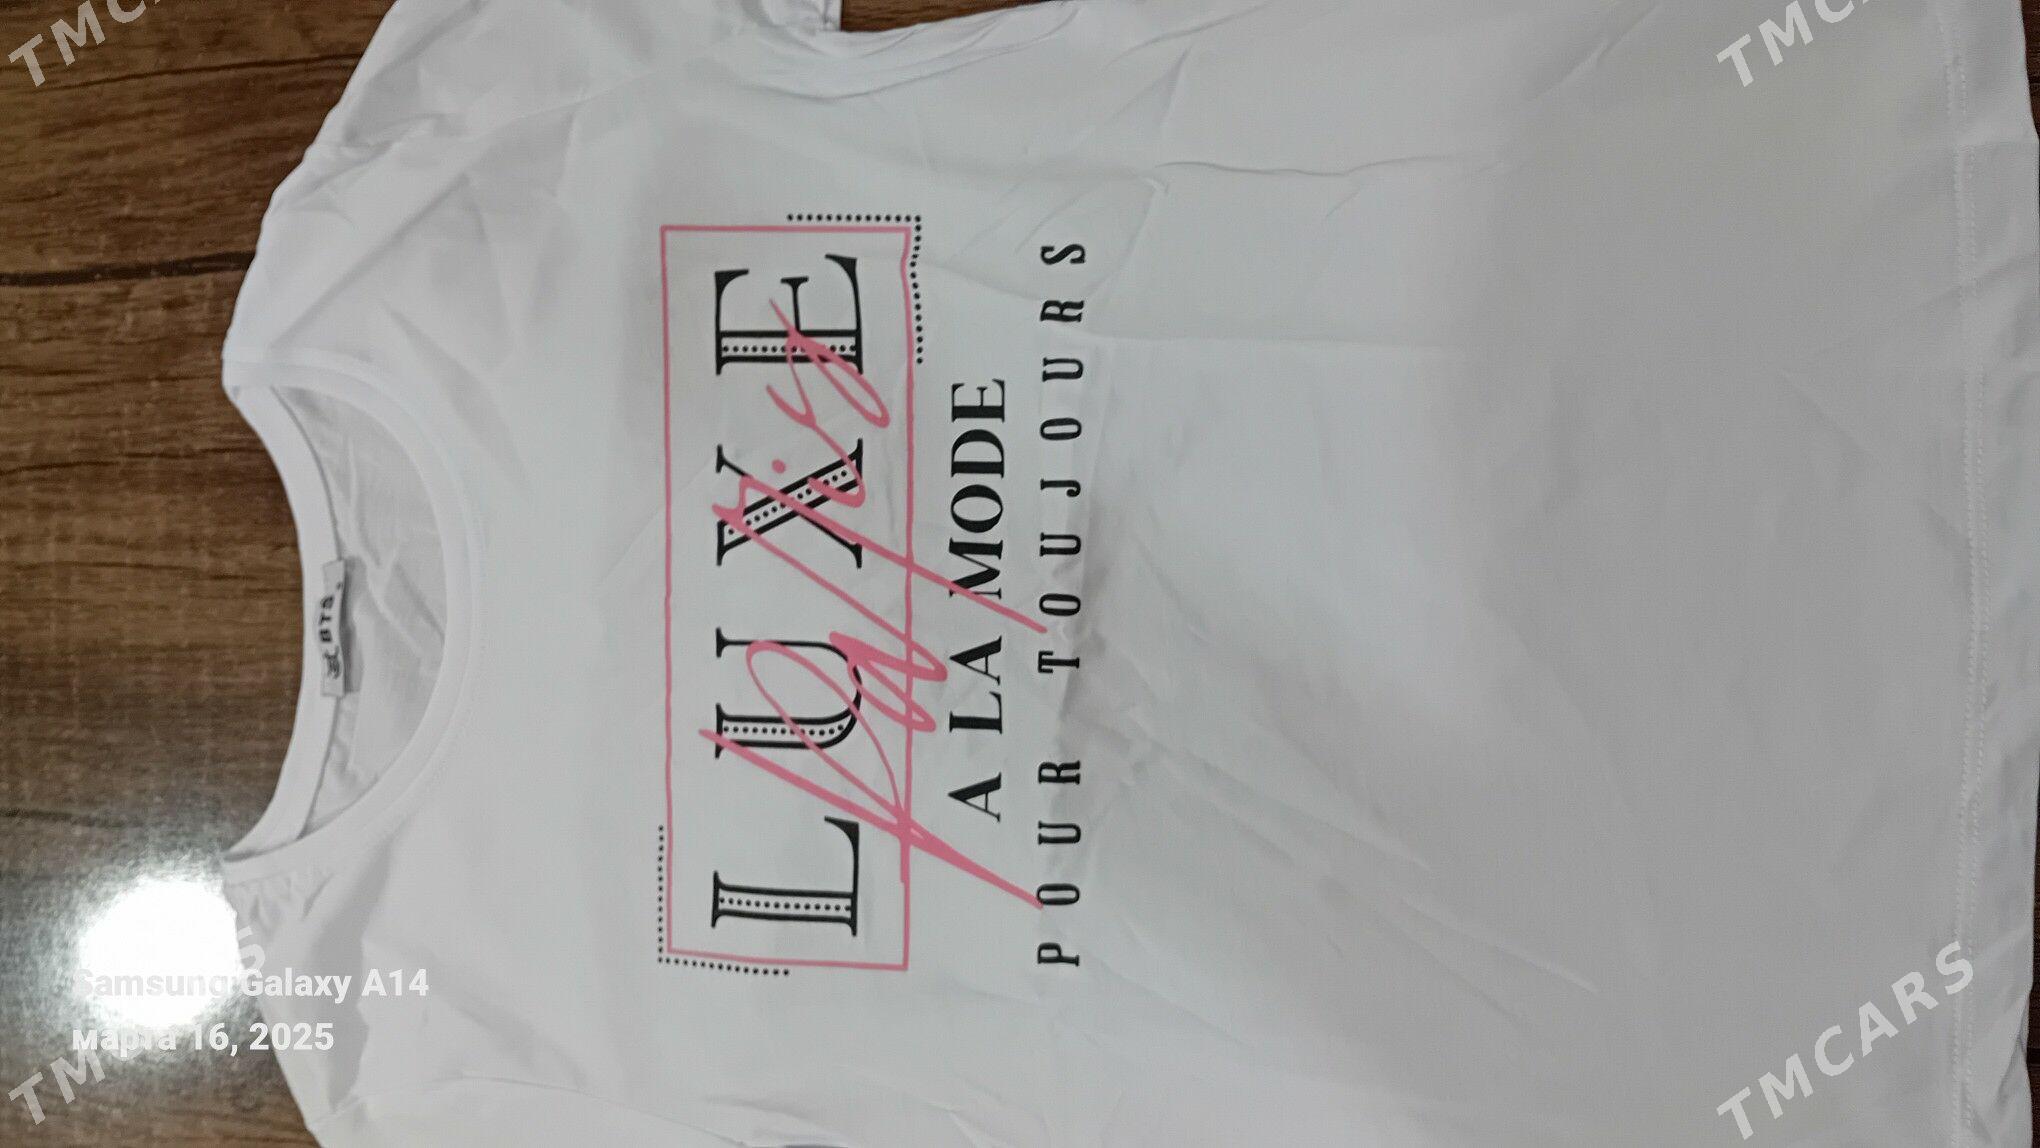 LUXE
Paris
A LA MODE
POUR TOUJOURS
BTS
Samsung Galaxy A14
марта 16, 2025
TMCARS
TMCARS
TMCARS
TMCARS